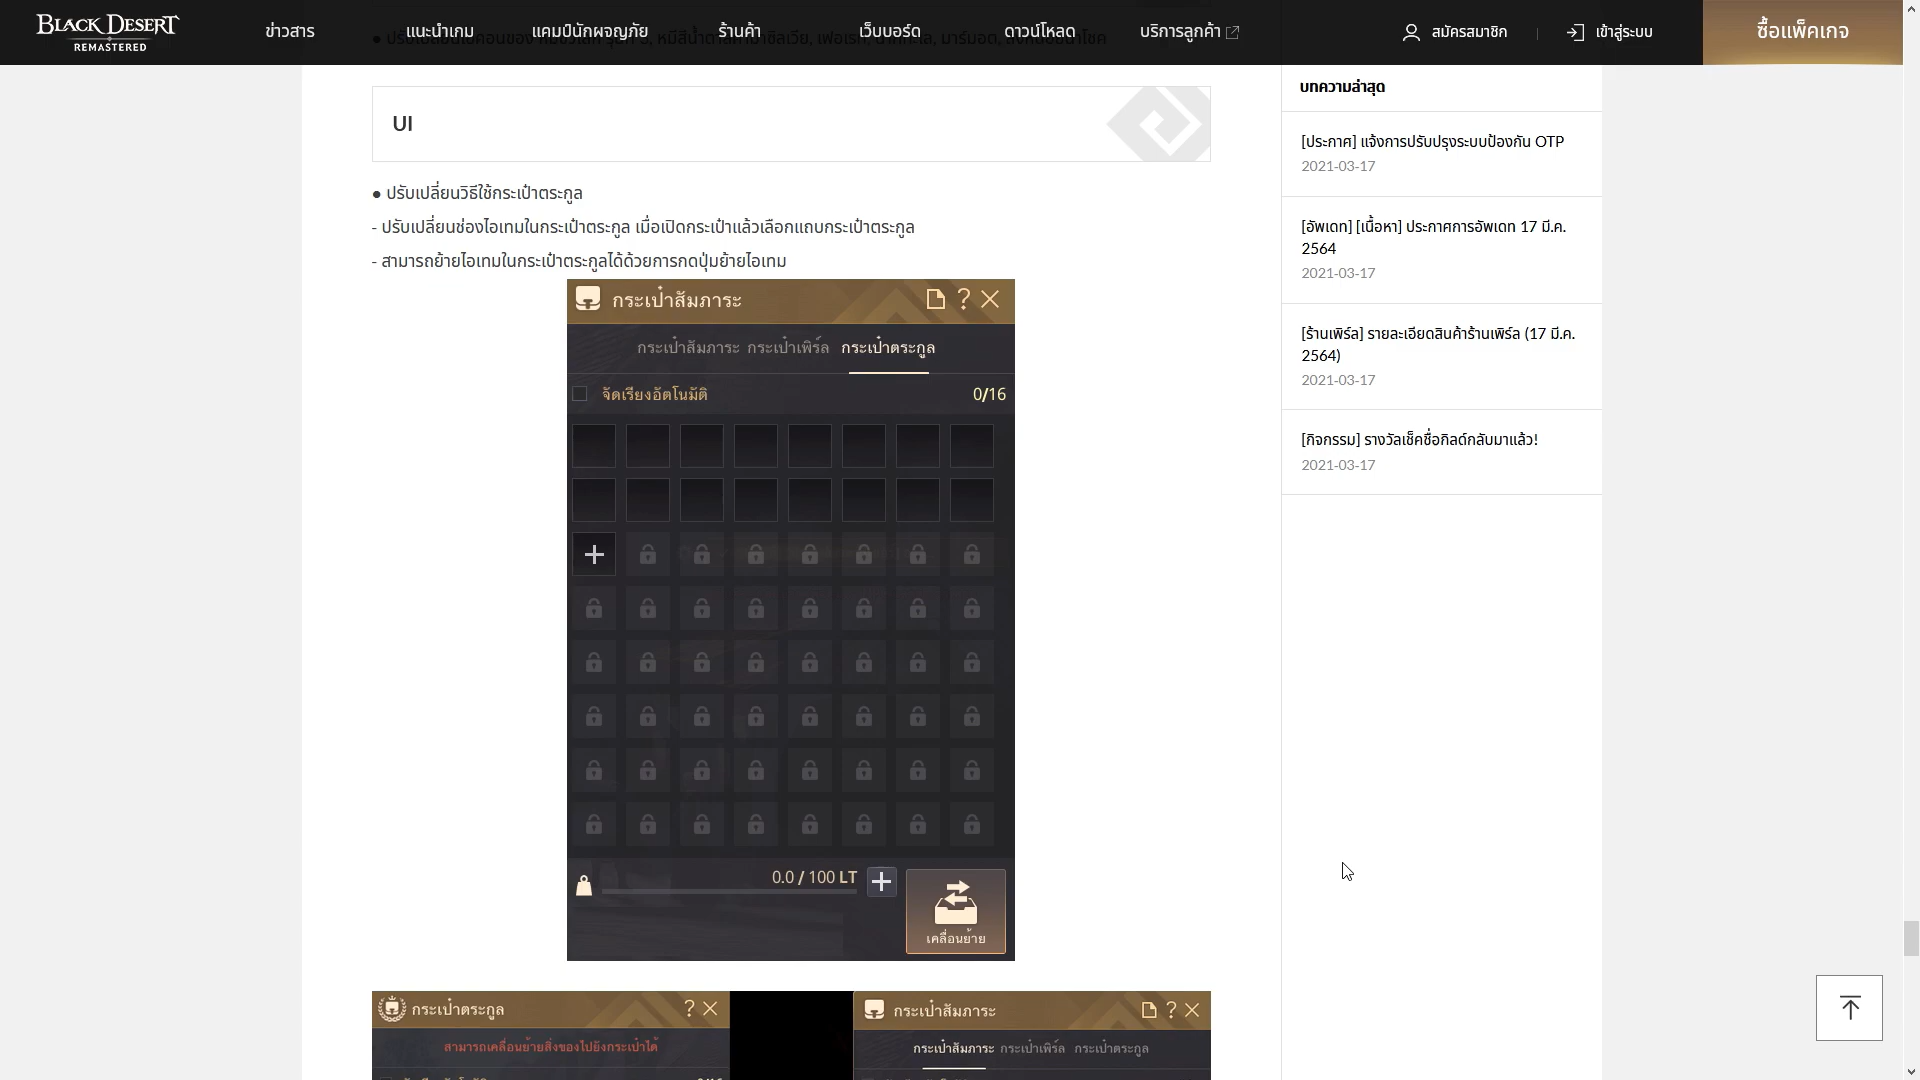 BLACK DESERT
REMASTERED
ข่าวสาร
แนะนำเกม
แคมป์นักผจญภัย
ร้านค้า
เว็บบอร์ด
ดาวน์โหลด
บริการลูกค้า
สมัครสมาชิก
เข้าสู่ระบบ
ซื้อแพ็คเกจ
UI
● ปรับเปลี่ยนวิธีใช้กระเป๋าตระกูล
- ปรับเปลี่ยนช่องไอเทมในกระเป๋าตระกูล เมื่อเปิดกระเป๋าแล้วเลือกแถบกระเป๋าตระกูล
- สามารถย้ายไอเทมในกระเป๋าตระกูลได้ด้วยการกดปุ่มย้ายไอเทม
กระเป๋าสัมภาระ
กระเป๋าสัมภาระ กระเป๋าเพิร์ล กระเป๋าตระกูล
จัดเรียงอัตโนมัติ 0/16
0.0 / 100 LT
เคลื่อนย้าย
กระเป๋าตระกูล
สามารถเคลื่อนย้ายสิ่งของไปยังกระเป๋าได้
กระเป๋าสัมภาระ
กระเป๋าสัมภาระ กระเป๋าเพิร์ล กระเป๋าตระกูล
บทความล่าสุด
[ประกาศ] แจ้งการปรับปรุงระบบป้องกัน OTP
2021-03-17
[อัพเดท] [เนื้อหา] ประกาศการอัพเดท 17 มี.ค.
2564
2021-03-17
[ร้านเพิร์ล] รายละเอียดสินค้าร้านเพิร์ล (17 มี.ค.
2564)
2021-03-17
[กิจกรรม] รางวัลเช็คชื่อกิลด์กลับมาแล้ว!
2021-03-17